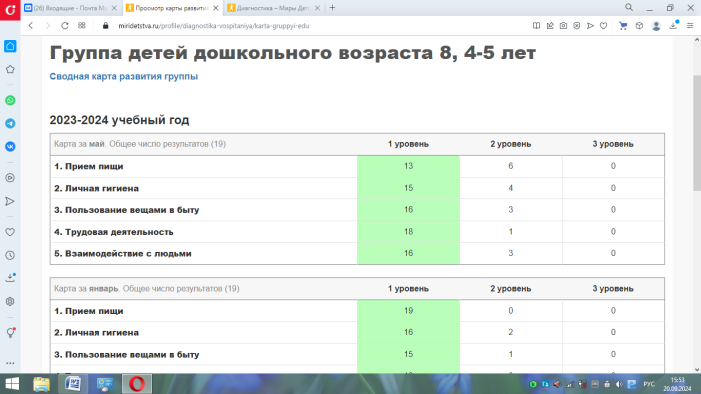 (26) Входящие - Почта Ma
Просмотр карты развити
Диагностика – Миры Дет
miridetstva.ru/profile/diagnostika-vospitaniya/karta-gruppyi-edu
Группа детей дошкольного возраста 8, 4-5 лет
Сводная карта развития группы
2023-2024 учебный год
Карта за май. Общее число результатов (19) 1 уровень 2 уровень 3 уровень
1. Прием пищи 13 6 0
2. Личная гигиена 15 4 0
3. Пользование вещами в быту 16 3 0
4. Трудовая деятельность 18 1 0
5. Взаимодействие с людьми 16 3 0
Карта за январь. Общее число результатов (19) 1 уровень 2 уровень 3 уровень
1. Прием пищи 19 0 0
2. Личная гигиена 16 2 0
3. Пользование вещами в быту 15 1 0
РУС
15:53
20.09.2024